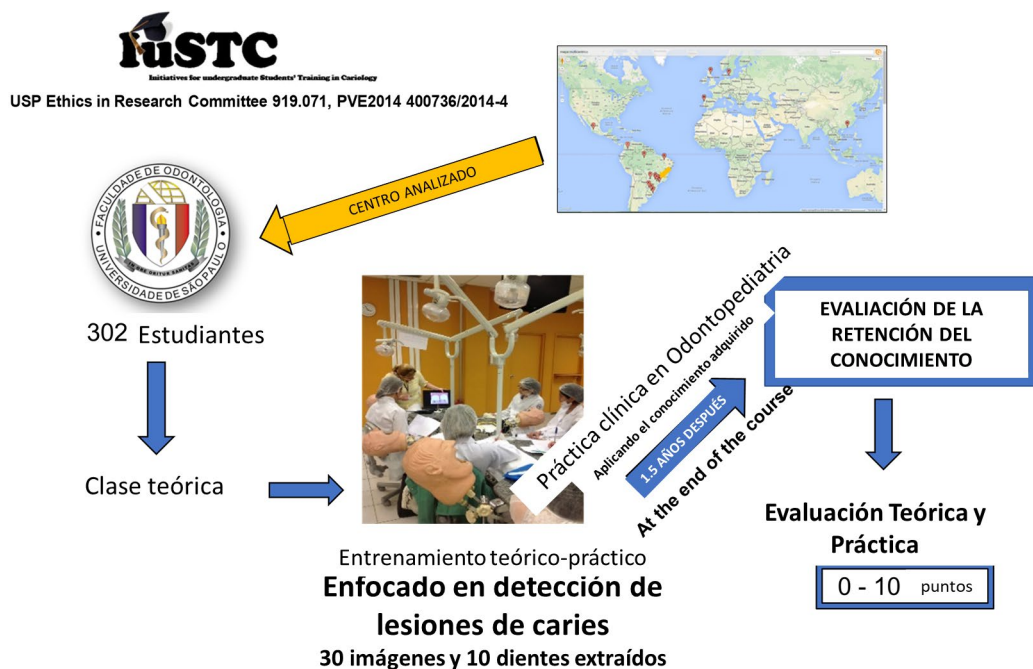 IuSTC
Initiatives for undergraduate Students' Training in Cariology
USP Ethics in Research Committee 919.071, PVE2014 400736/2014-4
CENTRO ANALIZADO
FACULDADE DE ODONTOLOGIA
UNIVERSIDADE DE SÃO PAULO
302 Estudiantes
Clase teórica
Entrenamiento teórico-práctico
Enfocado en detección de
lesiones de caries
30 imágenes y 10 dientes extraídos
Práctica clínica en Odontopediatria
Aplicando el conocimiento adquirido
1.5 AÑOS DESPUÉS
At the end of the course
EVALIACIÓN DE LA
RETENCIÓN DEL
CONOCIMIENTO
Evaluación Teórica y
Práctica
0 - 10 puntos